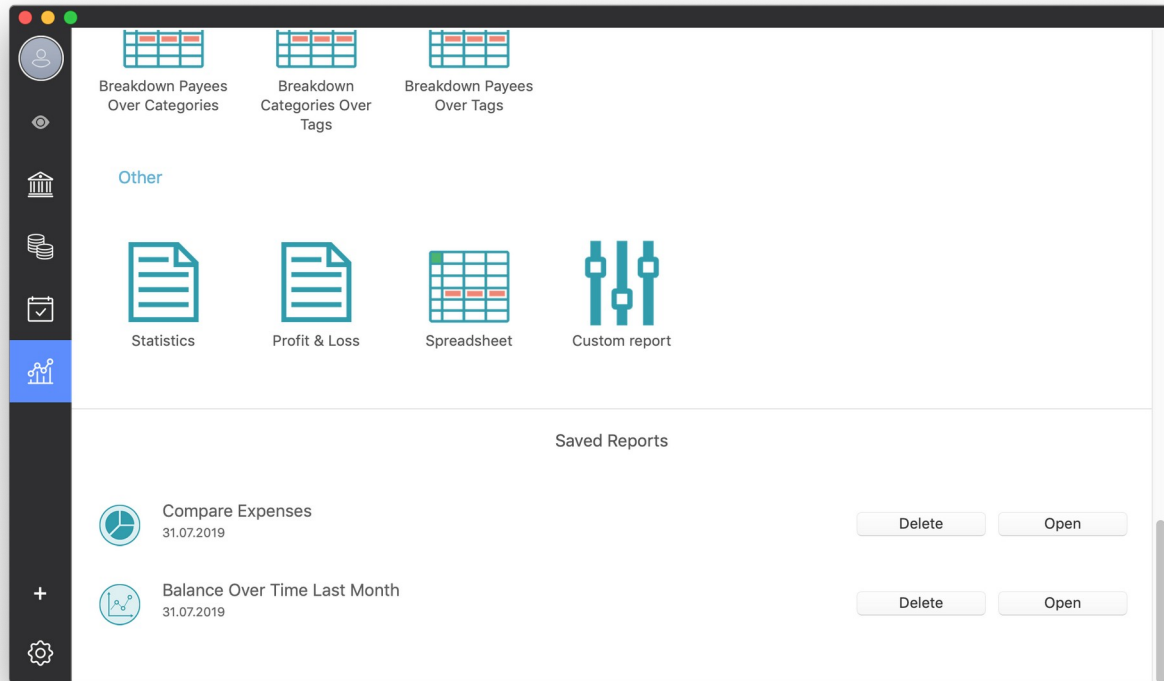 Breakdown Payees
Over Categories
Breakdown
Categories Over
Tags
Breakdown Payees
Over Tags
Other
Statistics
Profit & Loss
Spreadsheet
Custom report
Saved Reports
Compare Expenses
31.07.2019
Delete
Open
Balance Over Time Last Month
31.07.2019
Delete
Open